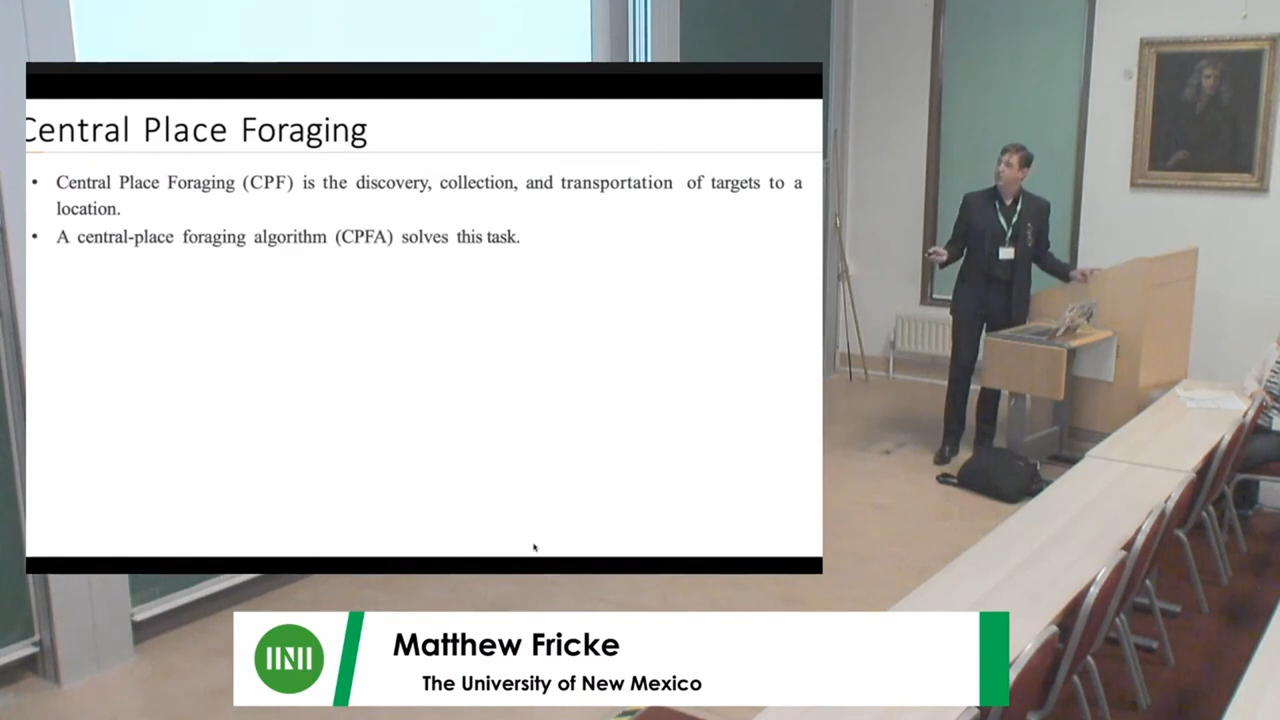 Central Place Foraging
• Central Place Foraging (CPF) is the discovery, collection, and transportation of targets to a
location.
• A central-place foraging algorithm (CPFA) solves this task.
Matthew Fricke
The University of New Mexico